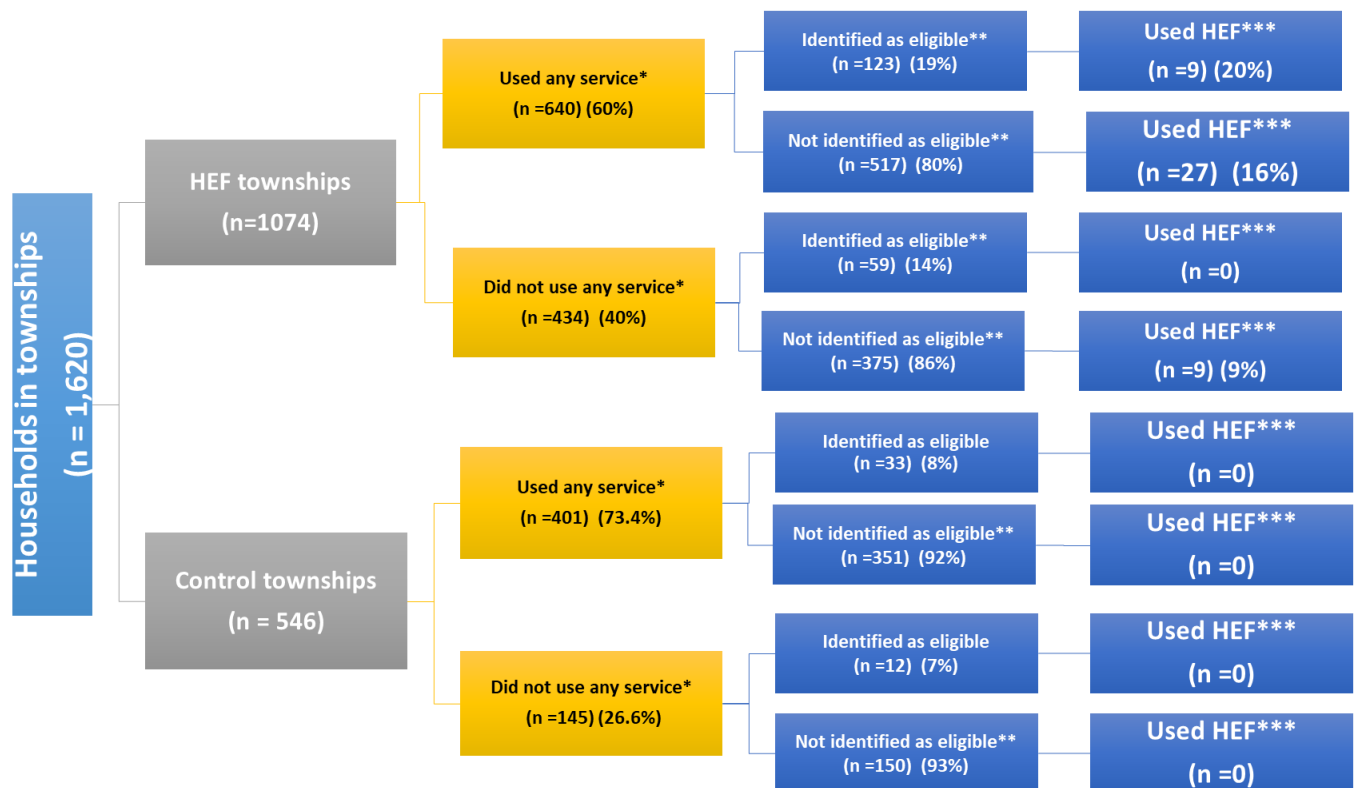 Households in townships
(n = 1,620)
HEF townships
(n=1074)
Used any service*
(n =640) (60%)
Identified as eligible**
(n =123)  (19%)
Used HEF***
(n =9) (20%)
Not identified as eligible**
(n =517)  (80%)
Used HEF***
(n =27)  (16%)
Did not use any service*
(n =434)  (40%)
Identified as eligible**
(n =59)  (14%)
Used HEF***
(n =0)
Not identified as eligible**
(n =375)  (86%)
Used HEF***
(n =9) (9%)
Control townships
(n = 546)
Used any service*
(n =401)  (73.4%)
Identified as eligible
(n =33)  (8%)
Used HEF***
(n =0)
Not identified as eligible**
(n =351)  (92%)
Used HEF***
(n =0)
Did not use any service*
(n =145) (26.6%)
Identified as eligible
(n =12)  (7%)
Used HEF***
(n =0)
Not identified as eligible**
(n =150)  (93%)
Used HEF***
(n =0)